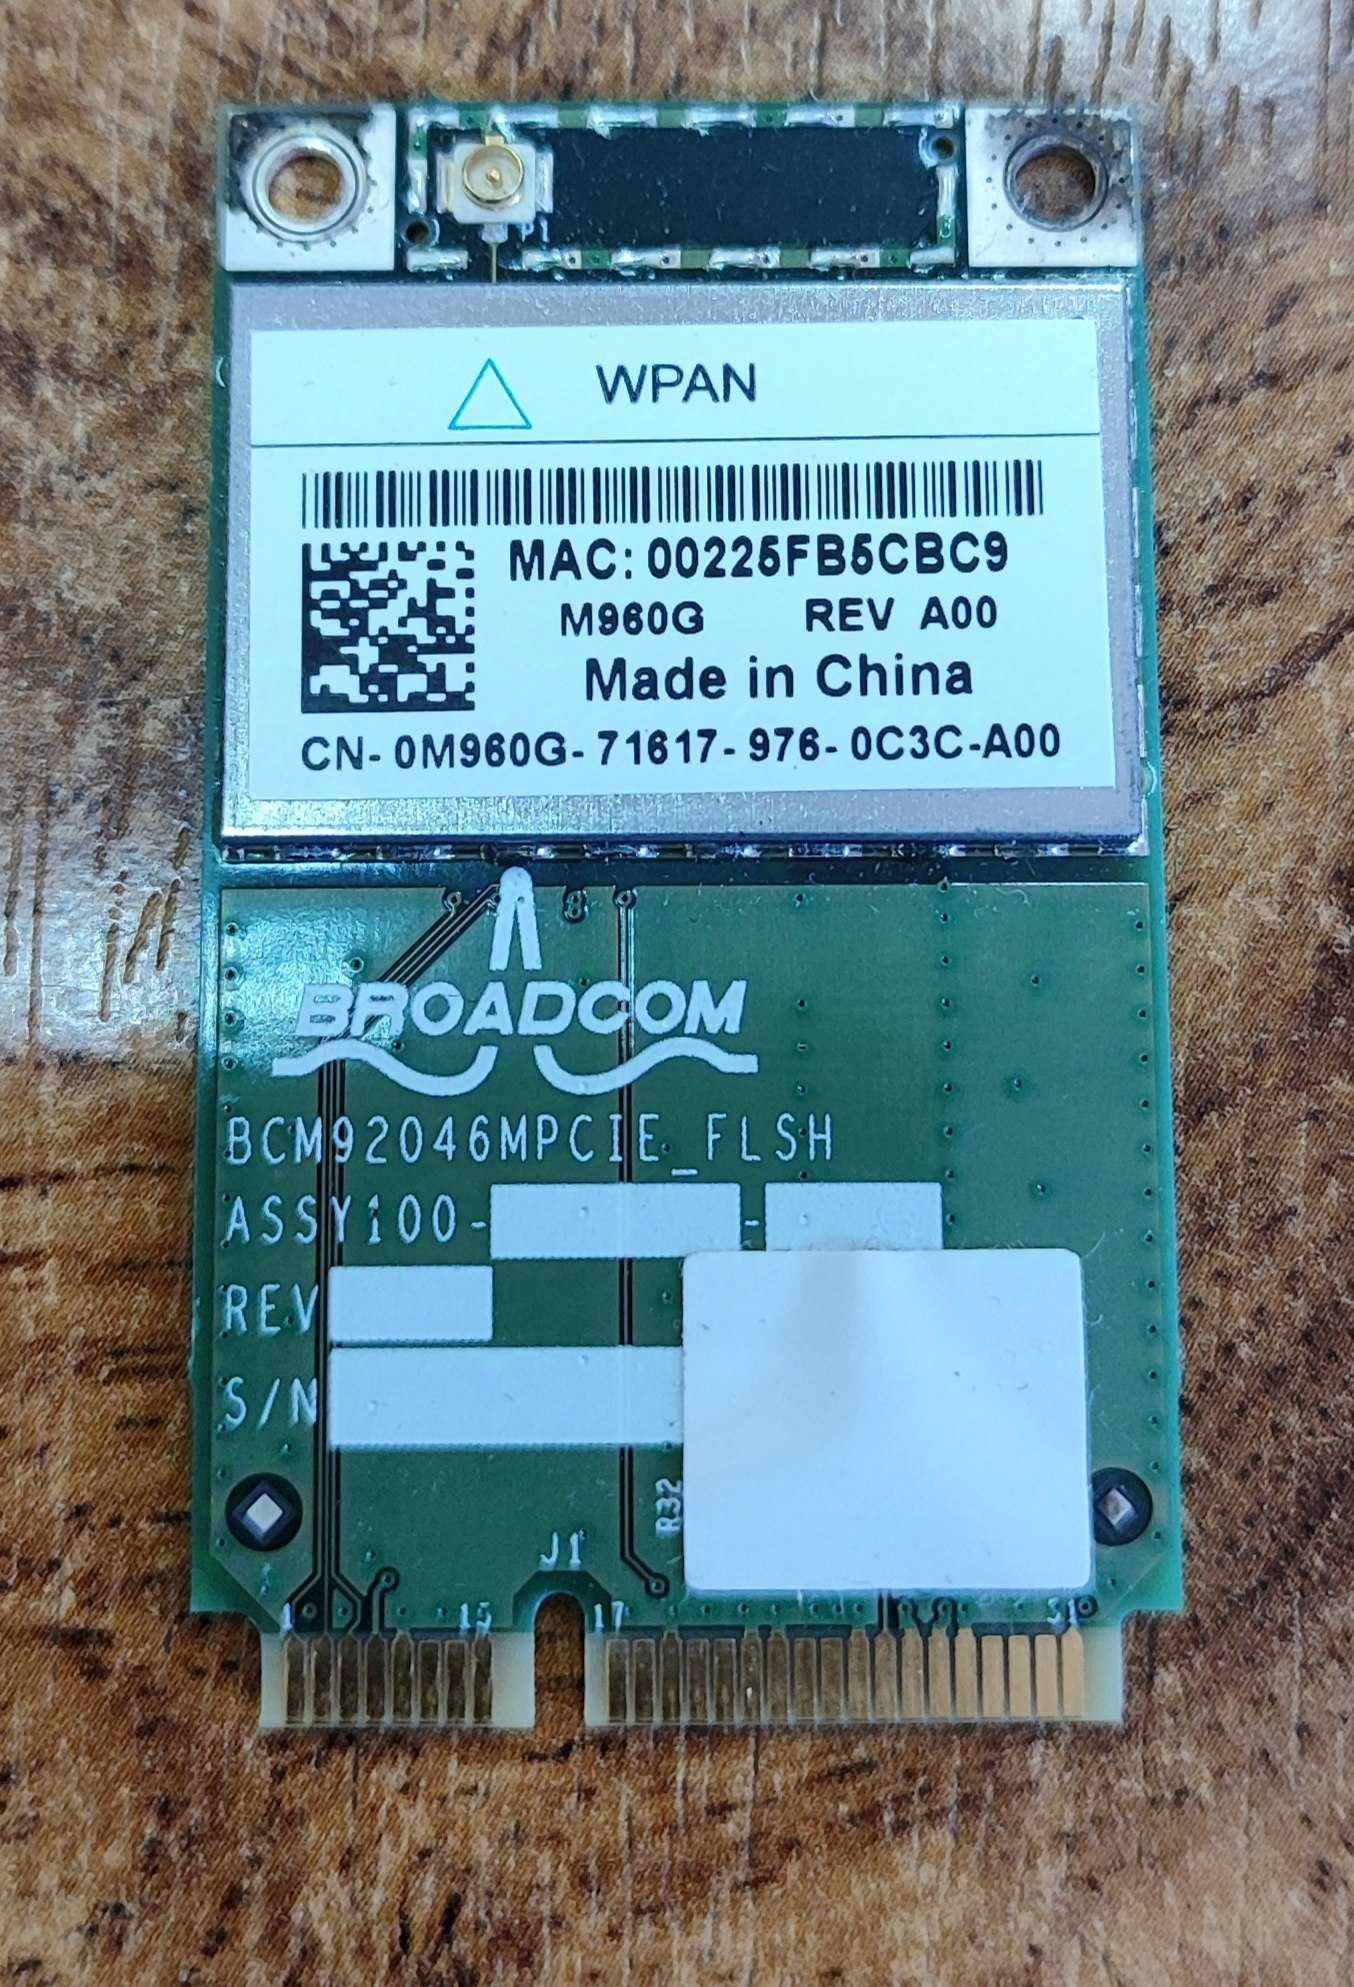 P1
WPAN
MAC: 00225FB5CBC9
M960G REV A00
Made in China
CN- 0M960G- 71617- 976- 0C3C-A00
BROADCOM
BCM92046MPCIE_FLSH
ASSY100- -
REV
S/N
R32
J1
1 15 17 51